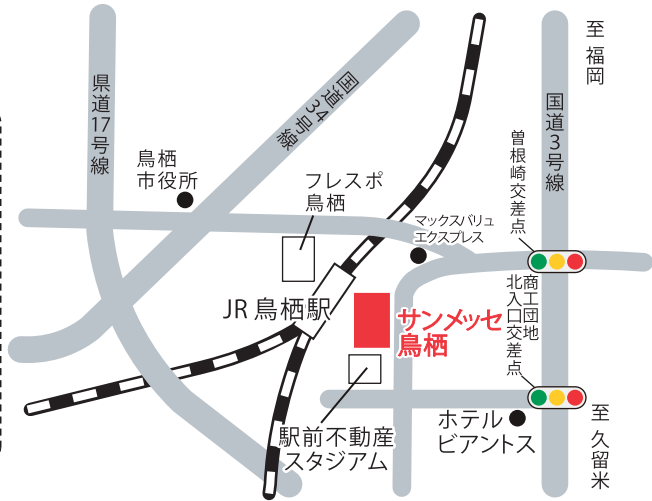 至 福岡
県道17号線
国道34号線
国道3号線
曽根崎交差点
鳥栖
市役所
フレスポ
鳥栖
マックスバリュ
エクスプレス
JR 鳥栖駅
サンメッセ
鳥栖
商工団地
北入口交差点
駅前不動産
スタジアム
ホテル
ビアントス
至 久留米